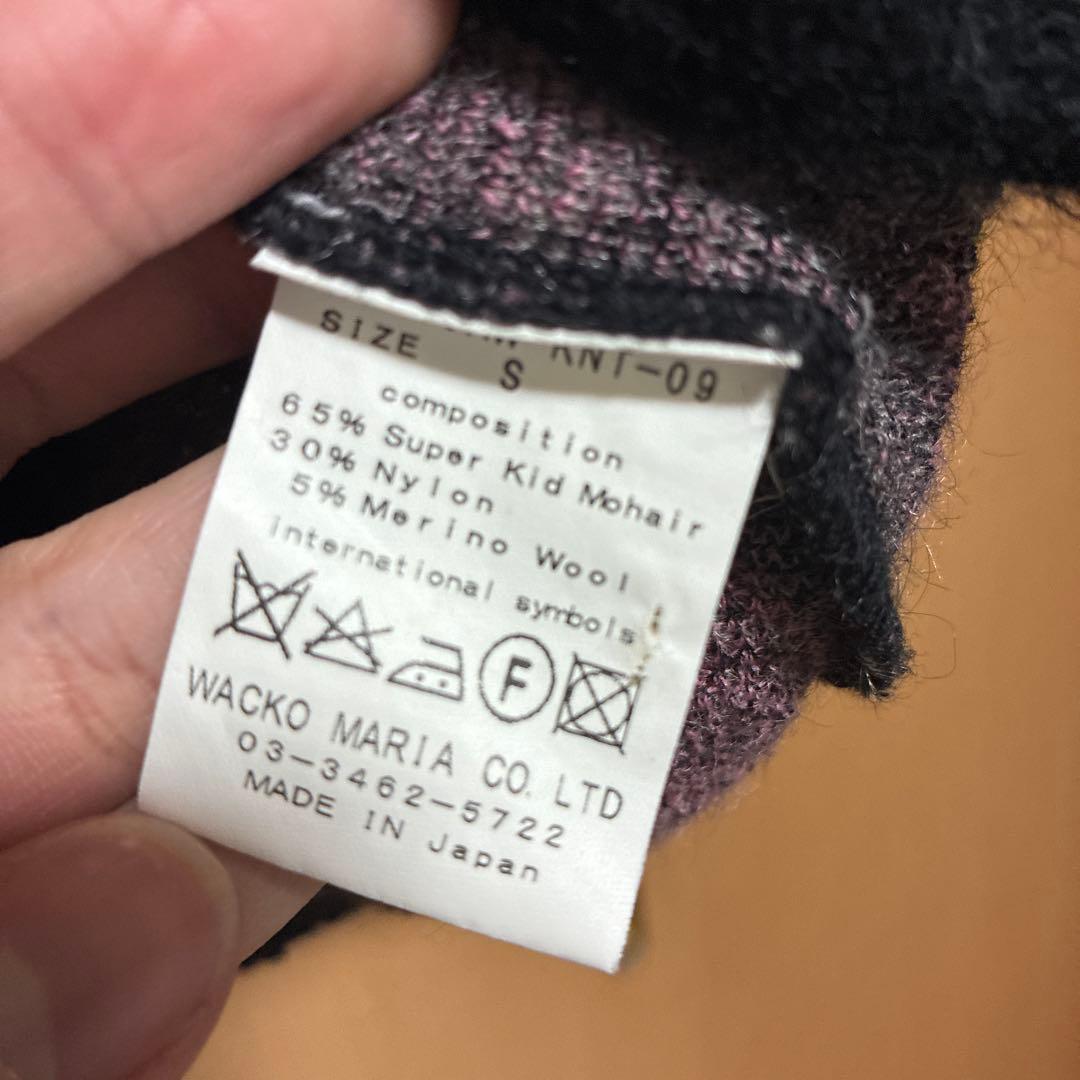 KNT-09
SIZE S
composition
65% Super Kid Mohair
30% Nylon
5% Merino Wool
international symbols
F
WACKO MARIA CO. LTD
03-3462-5722
MADE IN Japan